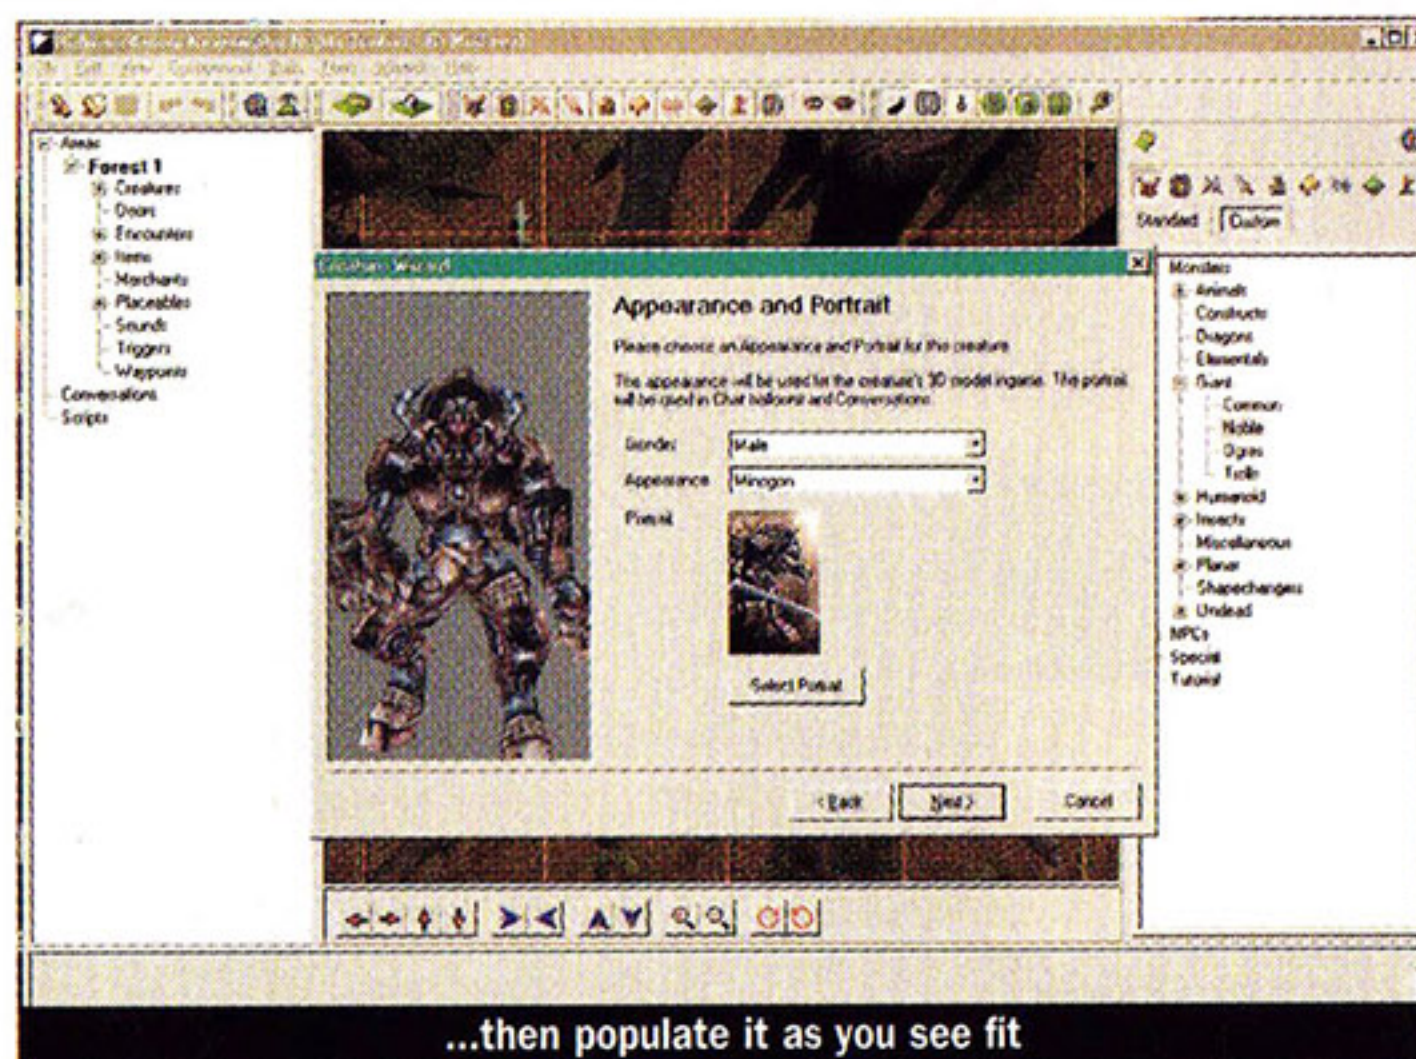 Areas
Forest 1
Creatures
Doors
Encounters
Items
Merchants
Placeables
Sounds
Triggers
Waypoints
Conversations
Scripts
Creature Wizard
Appearance and Portrait
Please choose an Appearance and Portrait for this creature
The appearance will be used for the creature's 3D model ingame. The portrait
will be used in Chat balloons and Conversations.
Gender
Male
Appearance
Minogon
Portrait
Select Portrait
< Back
Next >
Cancel
Standard
Custom
Monsters
Animals
Constructs
Dragons
Elementals
Giant
Common
Noble
Ogres
Trolls
Humanoid
Insects
Miscellaneous
Planar
Shapechangers
Undead
NPCs
Special
Tutorial
...then populate it as you see fit